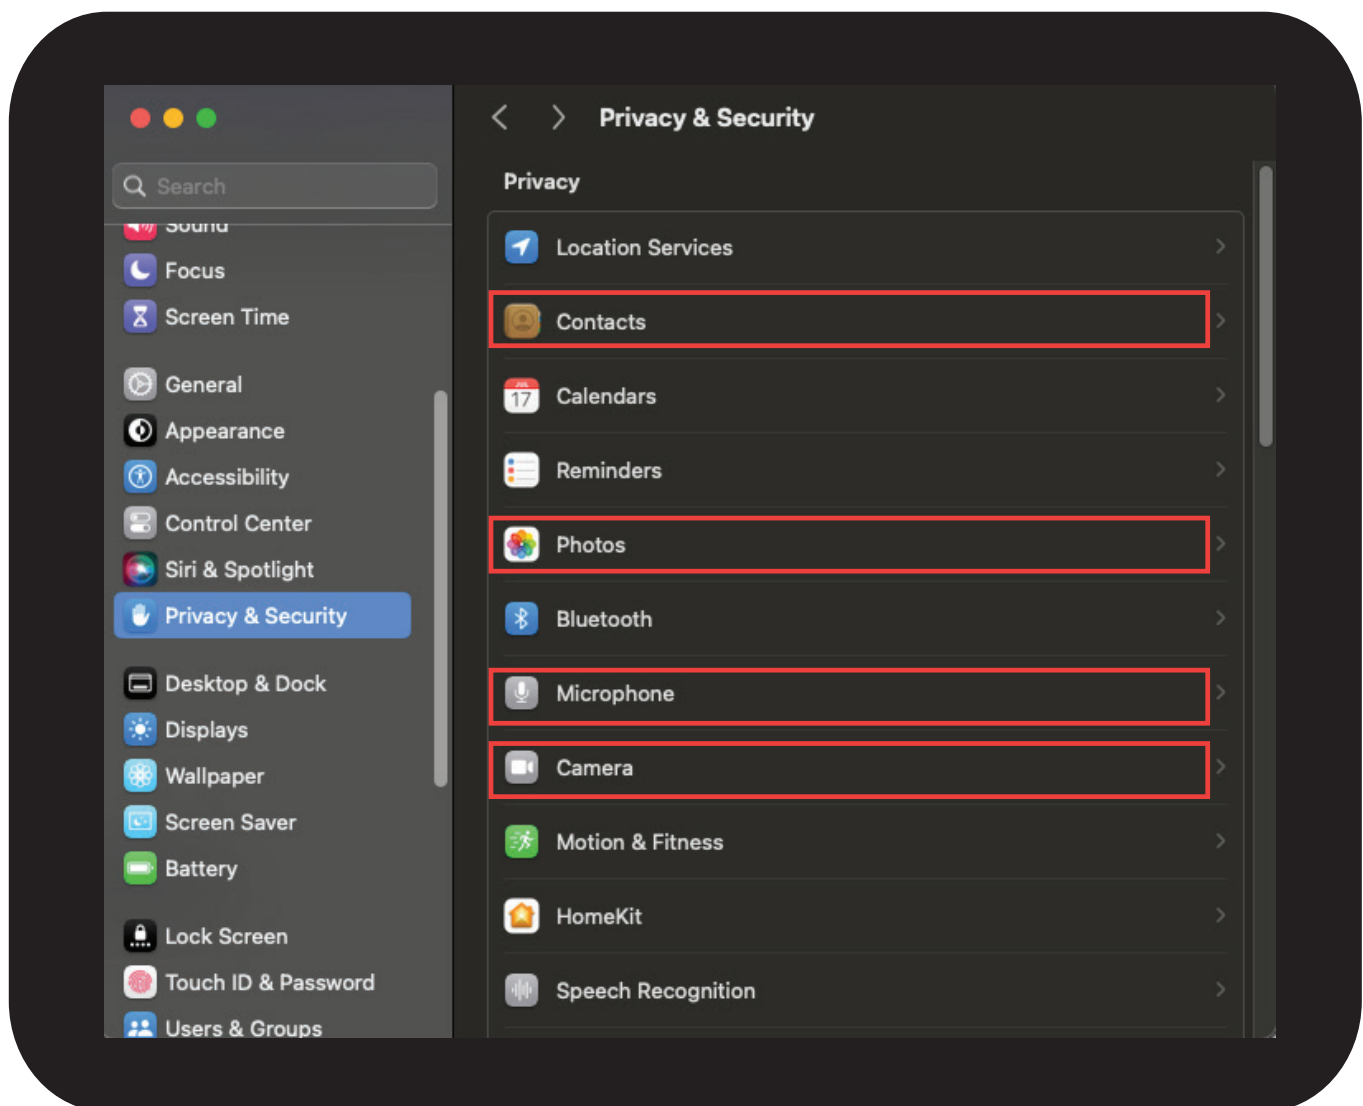 Privacy & Security
Search
Sound
Focus
Screen Time
General
Appearance
Accessibility
Control Center
Siri & Spotlight
Privacy & Security
Desktop & Dock
Displays
Wallpaper
Screen Saver
Battery
Lock Screen
Touch ID & Password
Users & Groups
Privacy
Location Services
Contacts
JUL
17
Calendars
Reminders
Photos
Bluetooth
Microphone
Camera
Motion & Fitness
HomeKit
Speech Recognition